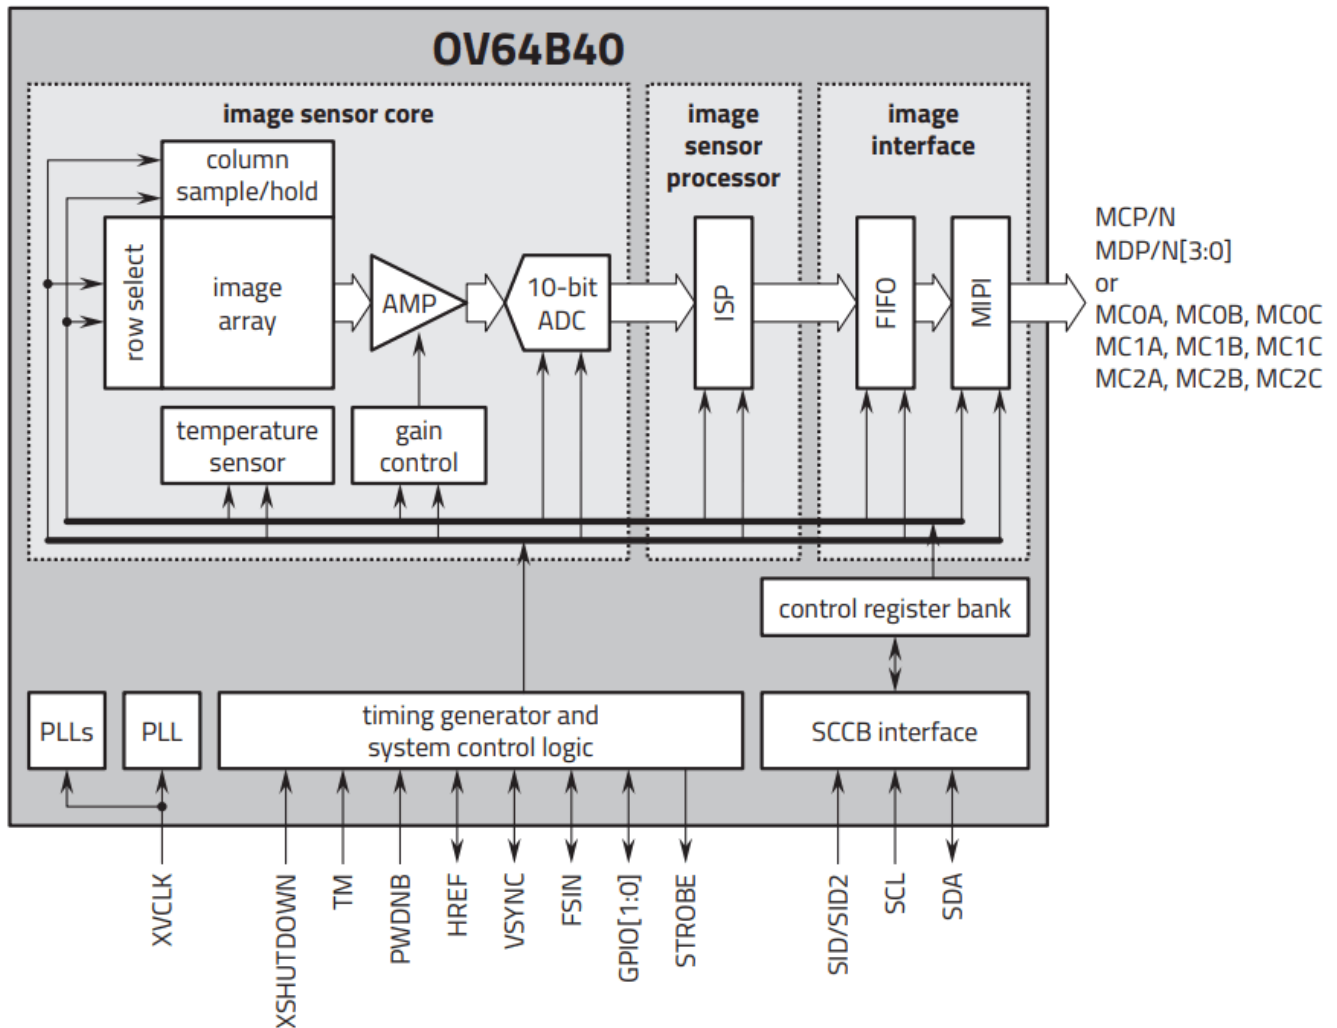 OV64B40
image sensor core
image
sensor
processor
image
interface
column
sample/hold
row select
image
array
AMP
10-bit
ADC
ISP
FIFO
MIPI
MCP/N
MDP/N[3:0]
or
MC0A, MC0B, MC0C
MC1A, MC1B, MC1C
MC2A, MC2B, MC2C
temperature
sensor
gain
control
control register bank
PLLs
PLL
timing generator and
system control logic
SCCB interface
XVCLK
XSHUTDOWN
TM
PWDNB
HREF
VSYNC
FSIN
GPIO[1:0]
STROBE
SID/SID2
SCL
SDA